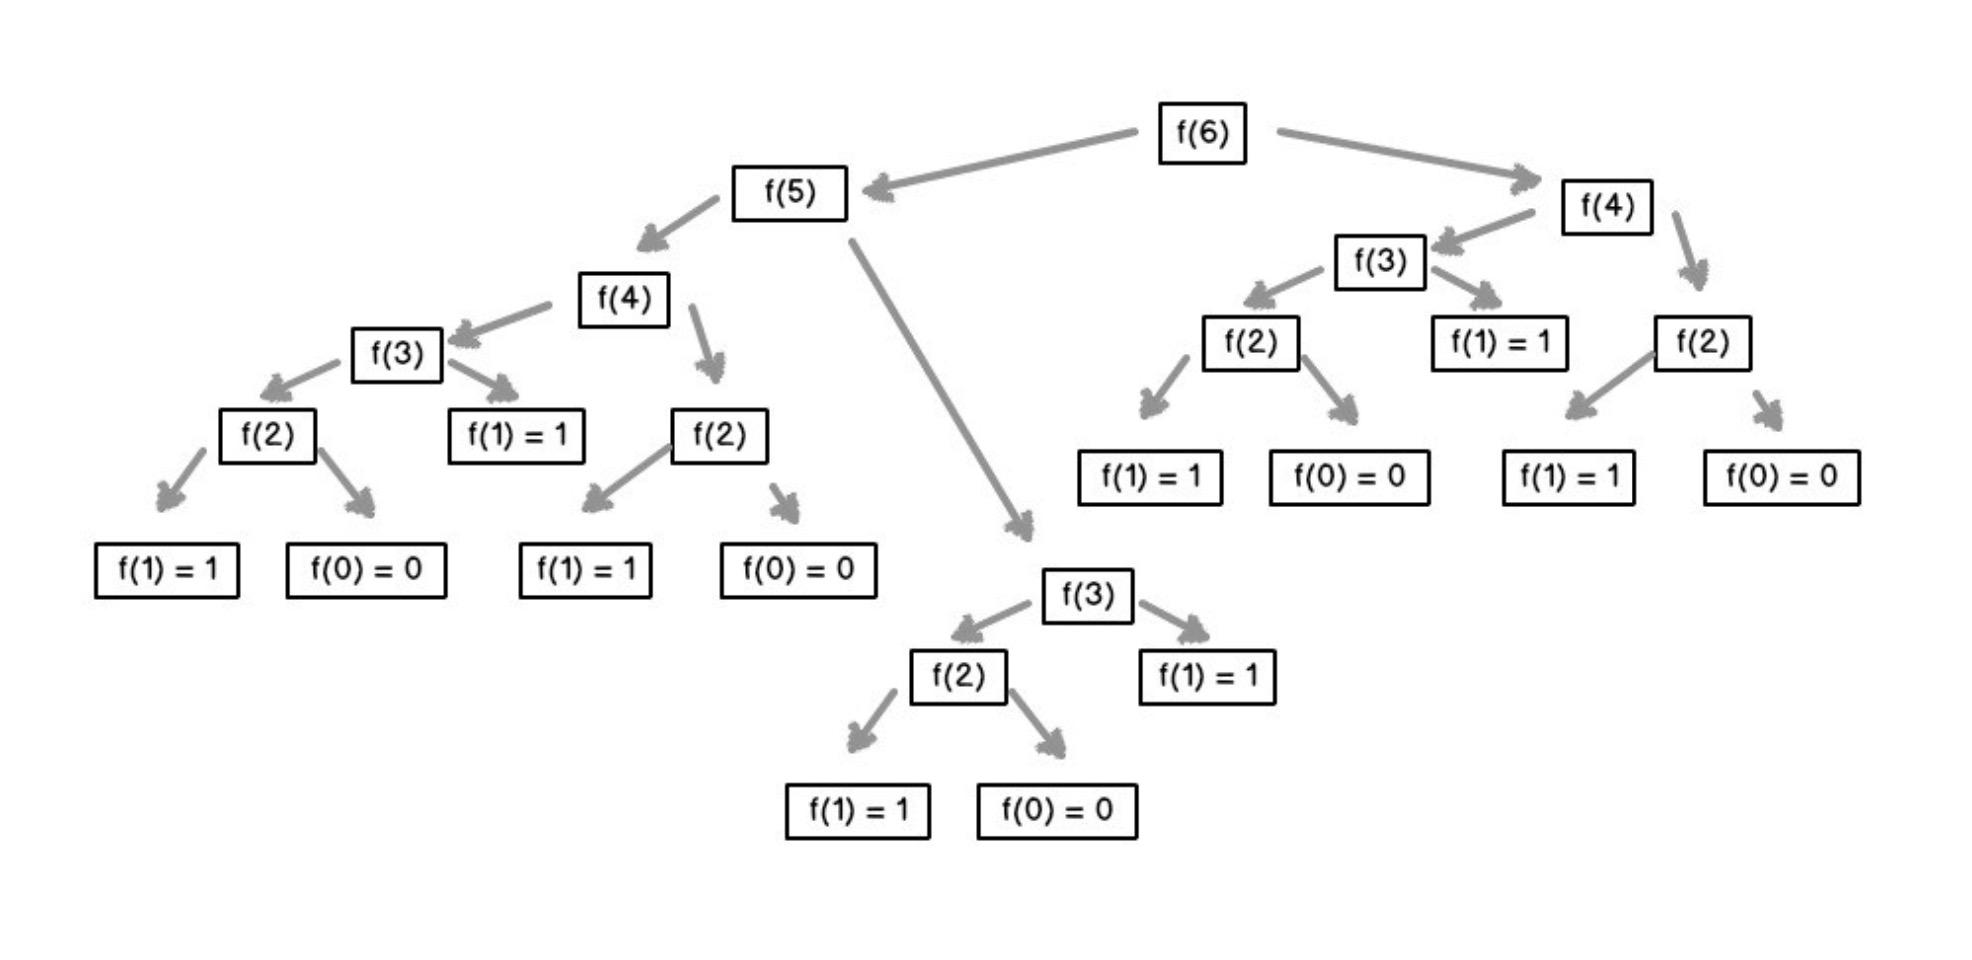 f(6)
f(5)
f(4)
f(3)
f(4)
f(2)
f(1) = 1
f(2)
f(3)
f(2)
f(1) = 1
f(2)
f(1) = 1
f(0) = 0
f(1) = 1
f(0) = 0
f(1) = 1
f(0) = 0
f(1) = 1
f(0) = 0
f(3)
f(2)
f(1) = 1
f(1) = 1
f(0) = 0